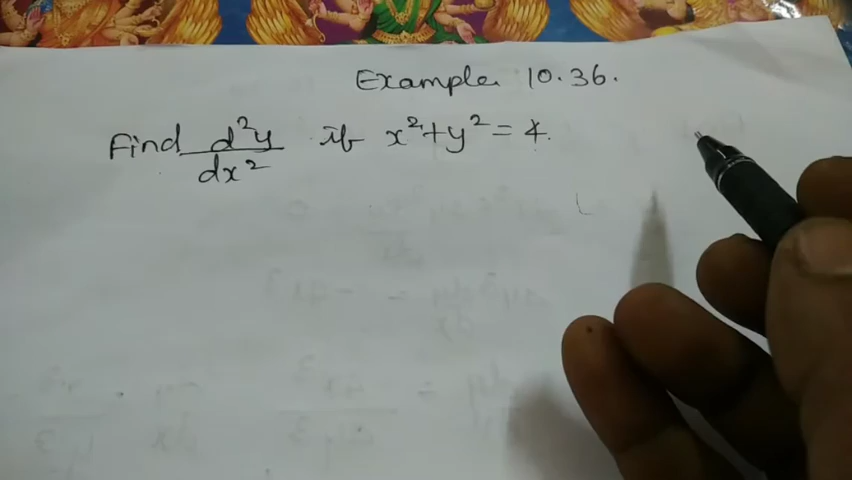 Example 10.36.
Find d²y/dx² if x²+y² = 4.